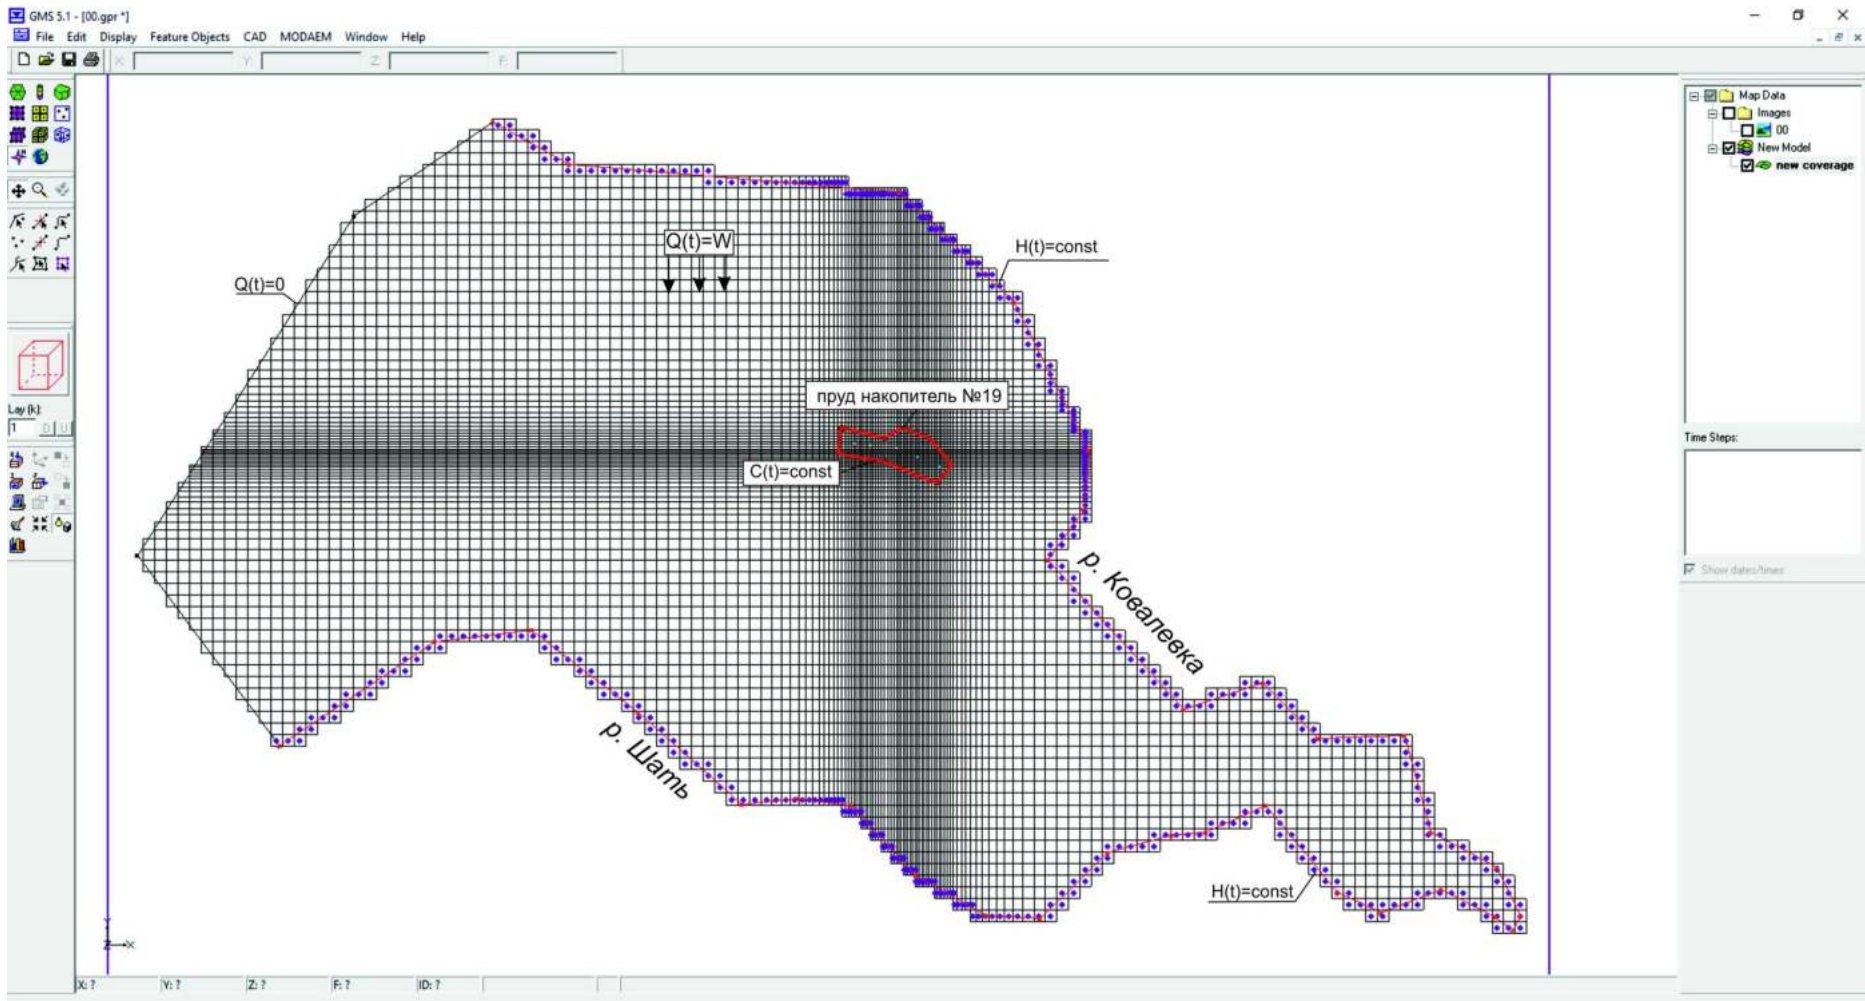 GMS 5.1 - [00.gpr *]
File Edit Display Feature Objects CAD MODAEM Window Help
X: Y: Z: F:
Map Data
Images
00
New Model
new coverage
Q(t)=W
H(t)=const
Q(t)=0
пруд накопитель №19
C(t)=const
Lay (k):
1 D U
Time Steps:
Show dates/times
р. Ковалевка
р. Шать
H(t)=const
Y
Z X
X: ? Y: ? Z: ? F: ? ID: ?